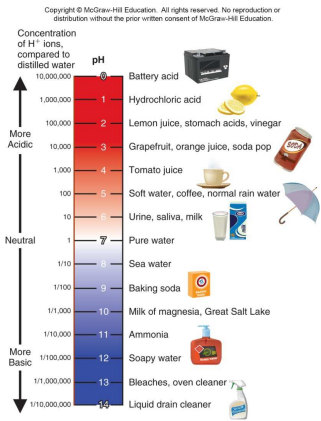 Copyright © McGraw-Hill Education. All rights reserved. No reproduction or
distribution without the prior written consent of McGraw-Hill Education.
Concentration
of H⁺ ions,
compared to
distilled water
pH
10,000,000 0 Battery acid
1,000,000 1 Hydrochloric acid
100,000 2 Lemon juice, stomach acids, vinegar
More
Acidic
10,000 3 Grapefruit, orange juice, soda pop
SODA
1,000 4 Tomato juice
100 5 Soft water, coffee, normal rain water
10 6 Urine, saliva, milk
Neutral
1 7 Pure water
1/10 8 Sea water
1/100 9 Baking soda
1/1,000 10 Milk of magnesia, Great Salt Lake
1/10,000 11 Ammonia
More
Basic
1/100,000 12 Soapy water
1/1,000,000 13 Bleaches, oven cleaner
1/10,000,000 14 Liquid drain cleaner